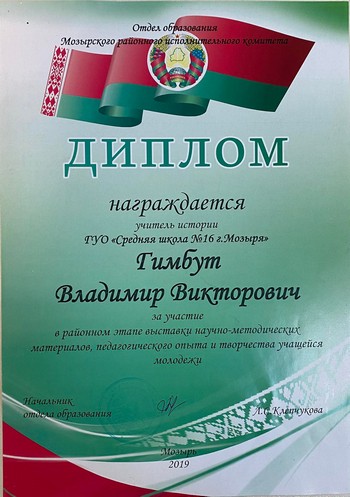 Отдел образования
Мозырского районного исполнительного комитета
ДИПЛОМ
награждается
учитель истории
ГУО «Средняя школа №16 г.Мозыря»
Гимбут
Владимир Викторович
за участие
в районном этапе выставки научно-методических
материалов, педагогического опыта и творчества учащейся
молодежи
Начальник
отдела образования
Л.С. Клепчукова
Мозырь
2019